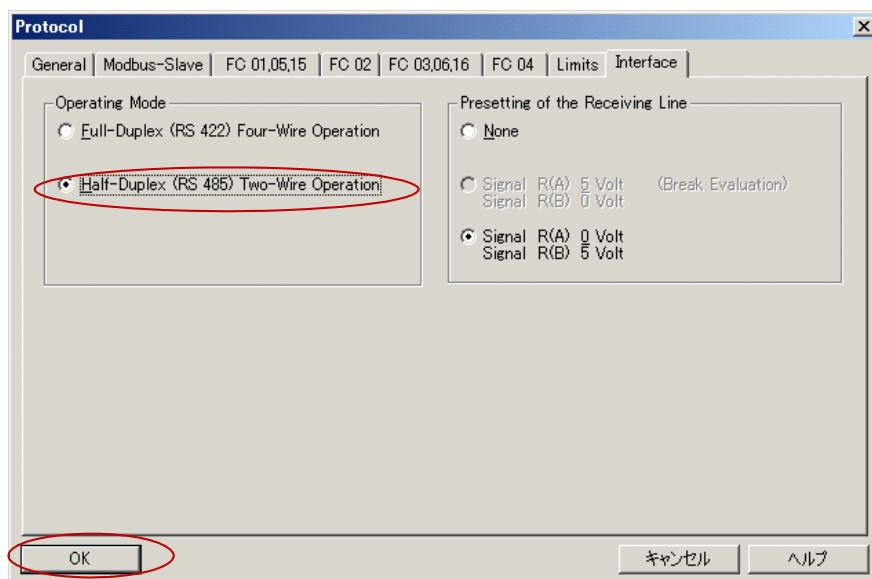 Protocol
General
Modbus-Slave
FC 01,05,15
FC 02
FC 03,06,16
FC 04
Limits
Interface
Operating Mode
Full-Duplex (RS 422) Four-Wire Operation
Half-Duplex (RS 485) Two-Wire Operation
Presetting of the Receiving Line
None
Signal R(A) 5 Volt (Break Evaluation)
Signal R(B) 0 Volt
Signal R(A) 0 Volt
Signal R(B) 5 Volt
OK
キャンセル
ヘルプ